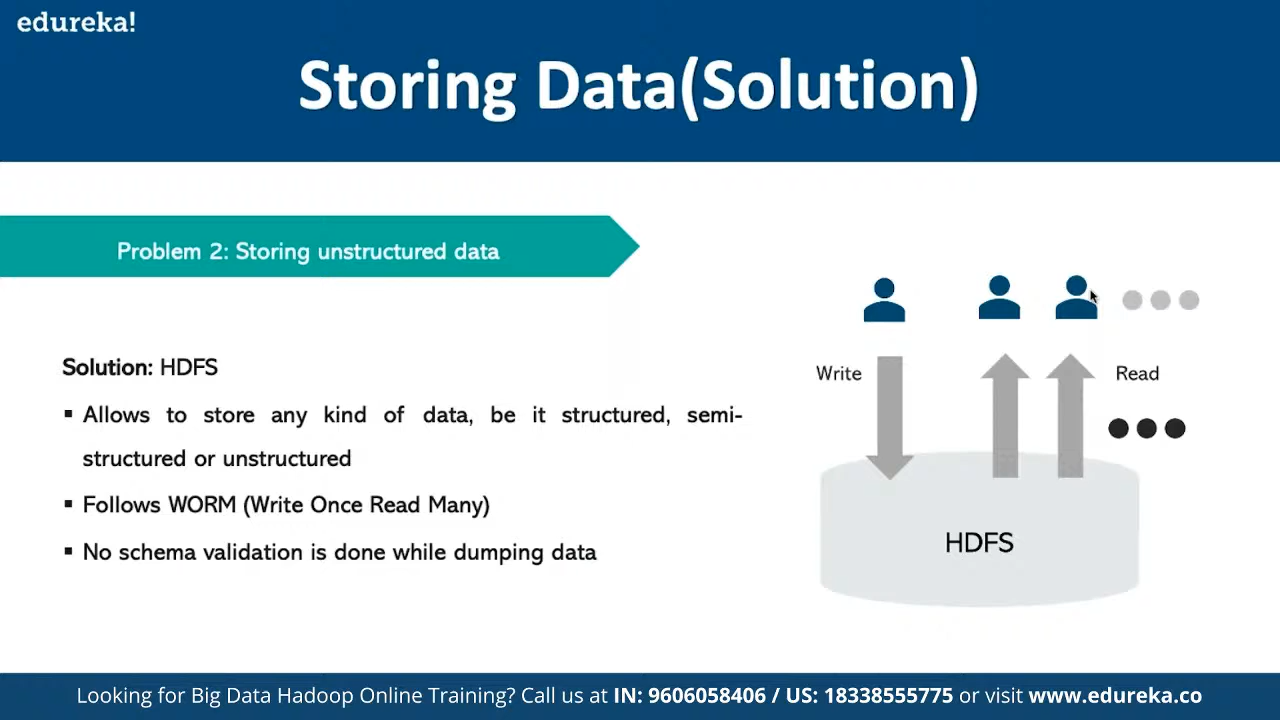 edureka!
Storing Data(Solution)
Problem 2: Storing unstructured data
Solution: HDFS
▪ Allows to store any kind of data, be it structured, semi-
structured or unstructured
▪ Follows WORM (Write Once Read Many)
▪ No schema validation is done while dumping data
Write
Read
HDFS
Looking for Big Data Hadoop Online Training? Call us at IN: 9606058406 / US: 18338555775 or visit www.edureka.co